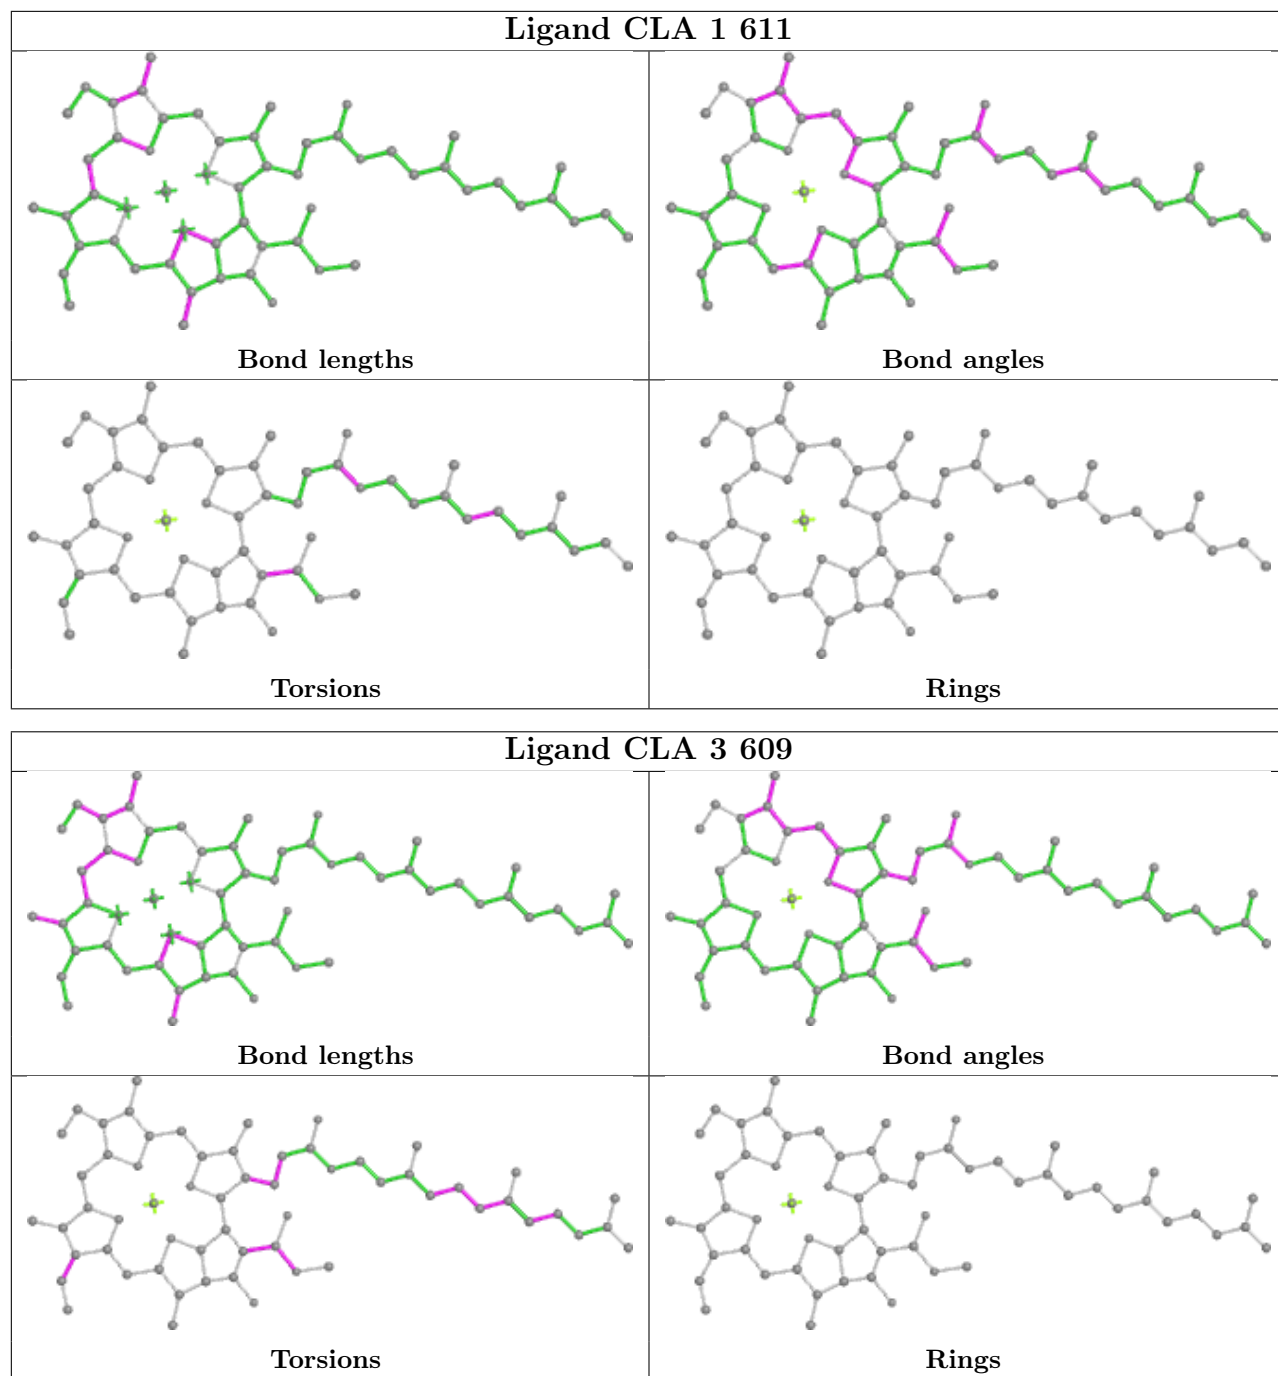 Ligand CLA 1 611
Bond lengths
Bond angles
Torsions
Rings
Ligand CLA 3 609
Bond lengths
Bond angles
Torsions
Rings